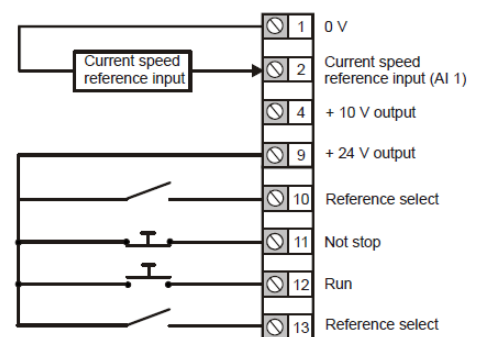 1 0 V
Current speed
reference input
2 Current speed
reference input (AI 1)
4 + 10 V output
9 + 24 V output
10 Reference select
11 Not stop
12 Run
13 Reference select